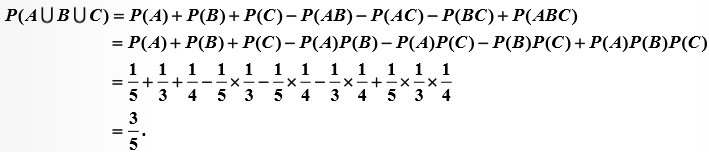 P(A⋃B⋃C) = P(A) + P(B) + P(C) − P(AB) − P(AC) − P(BC) + P(ABC)
= P(A) + P(B) + P(C) − P(A)P(B) − P(A)P(C) − P(B)P(C) + P(A)P(B)P(C)
= 1/5 + 1/3 + 1/4 − 1/5 × 1/3 − 1/5 × 1/4 − 1/3 × 1/4 + 1/5 × 1/3 × 1/4
= 3/5.